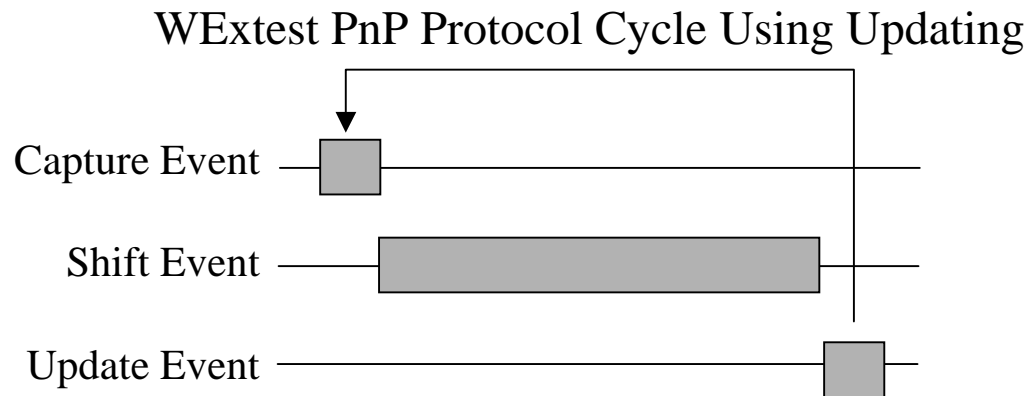 WExtest PnP Protocol Cycle Using Updating
Capture Event
Shift Event
Update Event